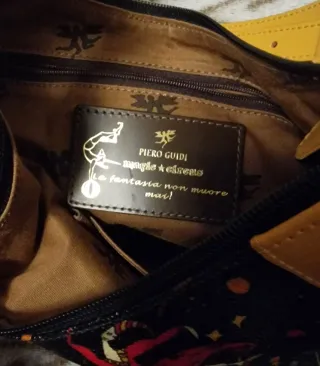 PIERO GUIDI
magic ★ circus
La fantasia non muore
mai!